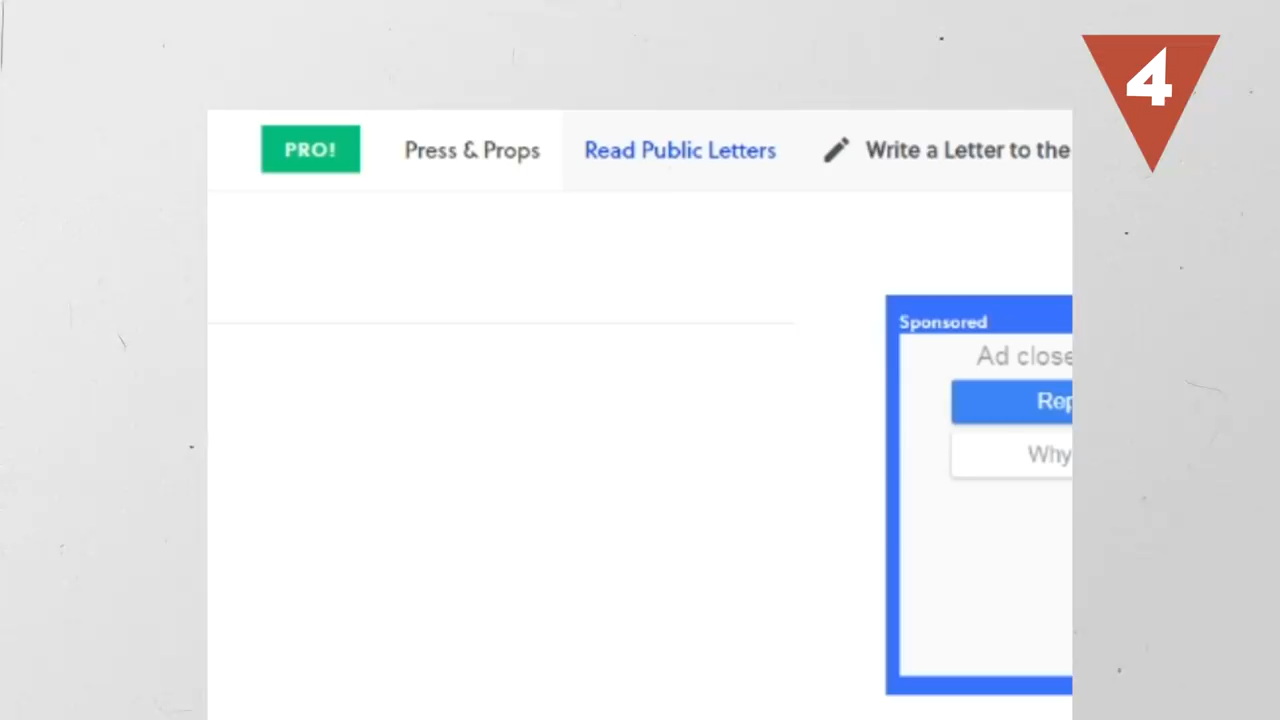 4
PRO! Press & Props Read Public Letters Write a Letter to the
Sponsored
Ad close
Rep
Why